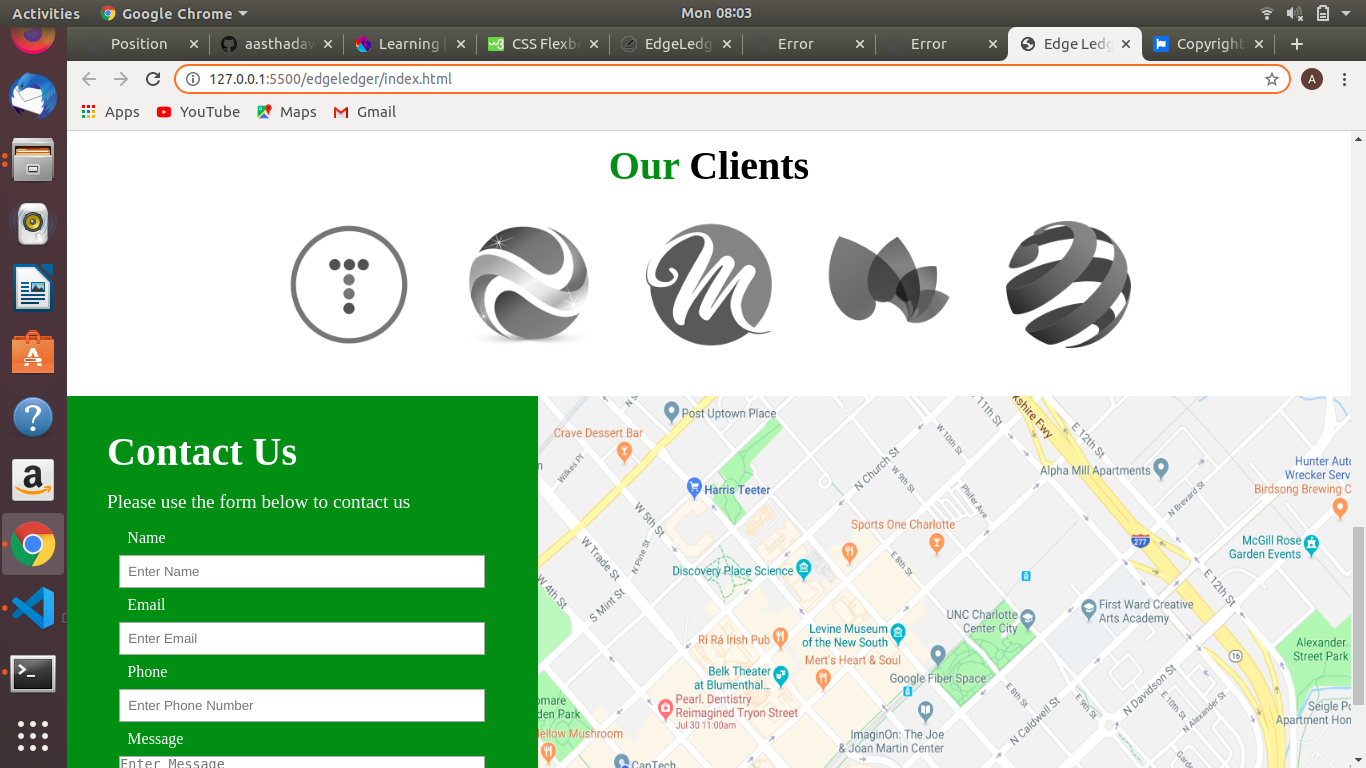 Activities
Google Chrome
Mon 08:03
Position
aasthadav
Learning
CSS Flexb
EdgeLedg
Error
Error
Edge Ledg
Copyright
127.0.0.1:5500/edgeledger/index.html
A
Apps
YouTube
Maps
Gmail
Our Clients
T
M
Contact Us
Please use the form below to contact us
Name
Enter Name
Email
Enter Email
Phone
Enter Phone Number
Message
Enter Message
Post Uptown Place
Crave Dessert Bar
Wilkes Pl
N Church St
W 10th St
W 9th St
Phifer Ave
E 11th St
kshire Fwy
E 12th St
Alpha Mill Apartments
N Brevard St
Hunter Auto
Wrecker Serv
Birdsong Brewing C
Harris Teeter
W 5th St
W Trade St
N Pine St
W 4th St
S Mint St
Sports One Charlotte
E 8th St
277
McGill Rose
Garden Events
E 12th St
Discovery Place Science
UNC Charlotte
Center City
First Ward Creative
Arts Academy
Levine Museum
of the New South
Rí Rá Irish Pub
Mert's Heart & Soul
Belk Theater
at Blumenthal...
Google Fiber Space
Alexander
Street Park
16
omare
den Park
Pearl. Dentistry
Reimagined Tryon Street
Jul 30 11:00am
E 9th St
E 8th St
N Davidson St
N Caldwell St
E 10th St
N Alexander St
Seigle Po
Apartment Hom
ellow Mushroom
ImaginOn: The Joe
& Joan Martin Center
CapTech